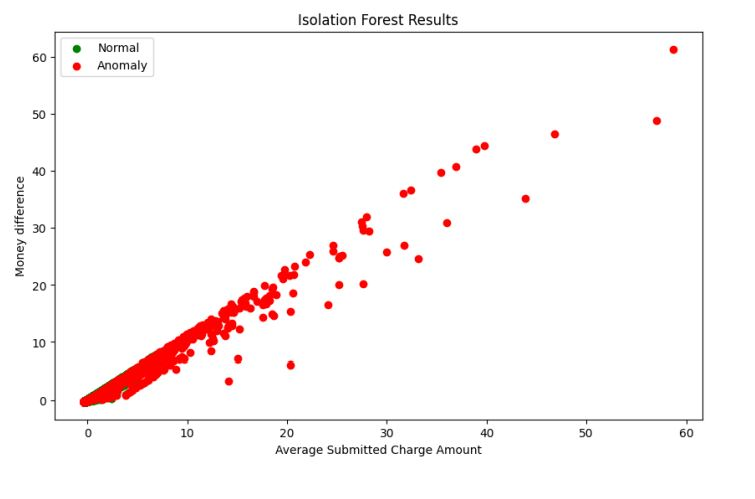 Isolation Forest Results
Normal
Anomaly
60
50
40
30
20
10
0
Money difference
0 10 20 30 40 50 60
Average Submitted Charge Amount